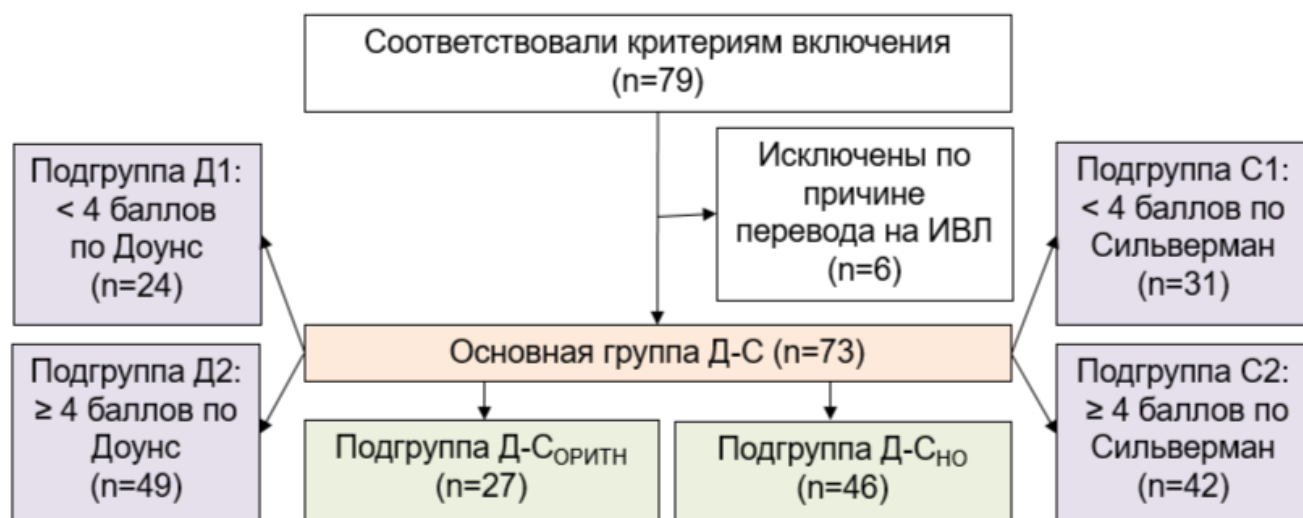 Соответствовали критериям включения
(n=79)
Исключены по
причине
перевода на ИВЛ
(n=6)
Подгруппа Д1:
< 4 баллов
по Доунс
(n=24)
Подгруппа С1:
< 4 баллов по
Сильверман
(n=31)
Основная группа Д-С (n=73)
Подгруппа Д2:
≥ 4 баллов по
Доунс
(n=49)
Подгруппа Д-СОРИТН
(n=27)
Подгруппа Д-СНО
(n=46)
Подгруппа С2:
≥ 4 баллов по
Сильверман
(n=42)